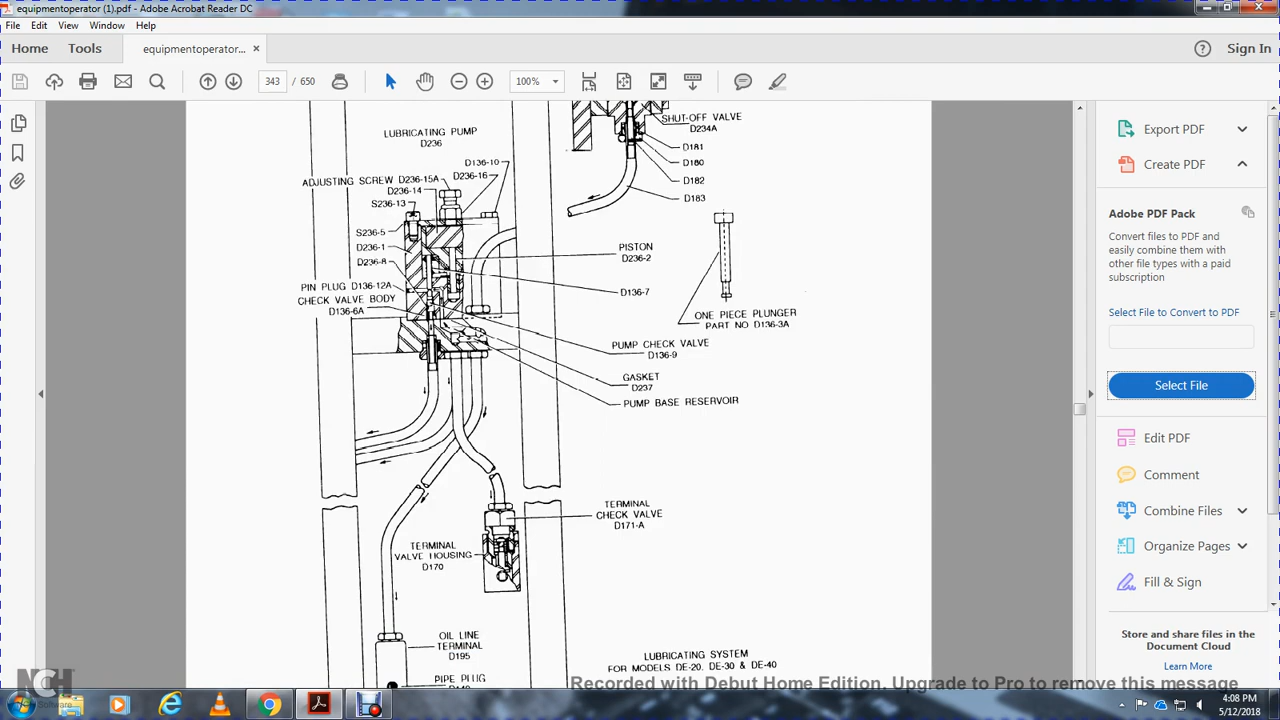 equipmentoperator (1).pdf - Adobe Acrobat Reader DC
File Edit View Window Help
Home Tools equipmentoperator... × Sign In
343 / 650 100%
LUBRICATING PUMP
D236
SHUT-OFF VALVE
D234A
D181
D180
D182
D183
D136-10
D236-16
ADJUSTING SCREW D236-15A
D236-14
S236-13
S236-5
D236-1
D236-8
PIN PLUG D136-12A
CHECK VALVE BODY
D136-6A
PISTON
D236-2
D136-7
ONE PIECE PLUNGER
PART NO D136-3A
PUMP CHECK VALVE
D136-9
GASKET
D237
PUMP BASE RESERVOIR
TERMINAL
CHECK VALVE
D171-A
TERMINAL
VALVE HOUSING
D170
OIL LINE
TERMINAL
D195
PIPE PLUG
LUBRICATING SYSTEM
FOR MODELS DE-20, DE-30 & DE-40
Export PDF
Create PDF
Adobe PDF Pack
Convert files to PDF and
easily combine them with
other file types with a paid
subscription
Select File to Convert to PDF
Select File
Edit PDF
Comment
Combine Files
Organize Pages
Fill & Sign
Store and share files in the
Document Cloud
Learn More
NCH
Software
Recorded with Debut Home Edition. Upgrade to Pro to remove this message
4:08 PM
5/12/2018